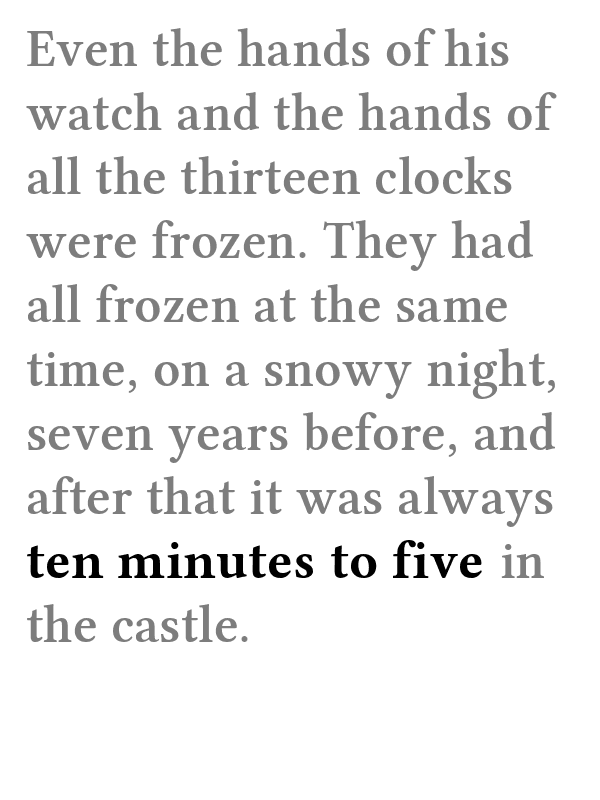 Even the hands of his
watch and the hands of
all the thirteen clocks
were frozen. They had
all frozen at the same
time, on a snowy night,
seven years before, and
after that it was always
ten minutes to five in
the castle.